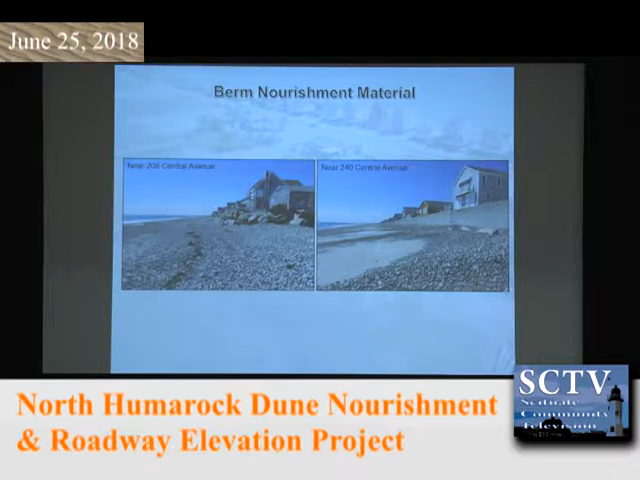 June 25, 2018
Berm Nourishment Material
Near 200 Central Avenue
Near 240 Central Avenue
North Humarock Dune Nourishment
& Roadway Elevation Project
SCTV
Scituate
Community
Television